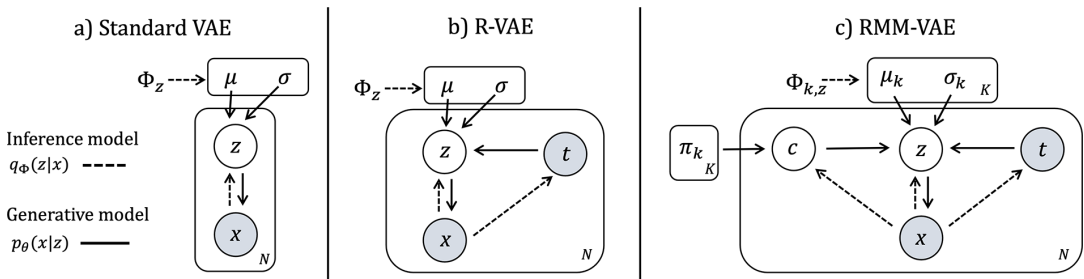 a) Standard VAE
Φz
μ
σ
z
x
N
Inference model
qΦ(z|x)
Generative model
pθ(x|z)
b) R-VAE
Φz
μ
σ
z
t
x
N
c) RMM-VAE
Φk,z
μk
σk
K
πk
K
c
z
t
x
N